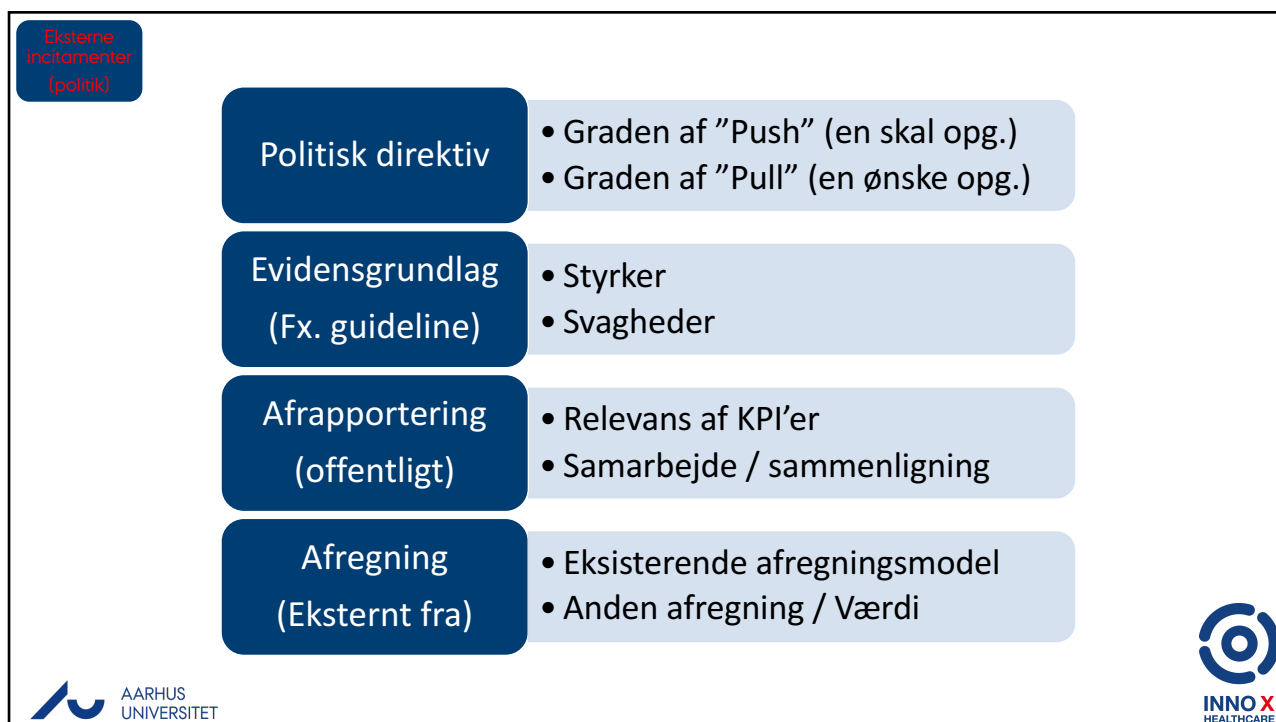 Eksterne
incitamenter
(politik)
Politisk direktiv
• Graden af ”Push” (en skal opg.)
• Graden af ”Pull” (en ønske opg.)
Evidensgrundlag
(Fx. guideline)
• Styrker
• Svagheder
Afrapportering
(offentligt)
• Relevans af KPI’er
• Samarbejde / sammenligning
Afregning
(Eksternt fra)
• Eksisterende afregningsmodel
• Anden afregning / Værdi
AARHUS
UNIVERSITET
INNO X
HEALTHCARE